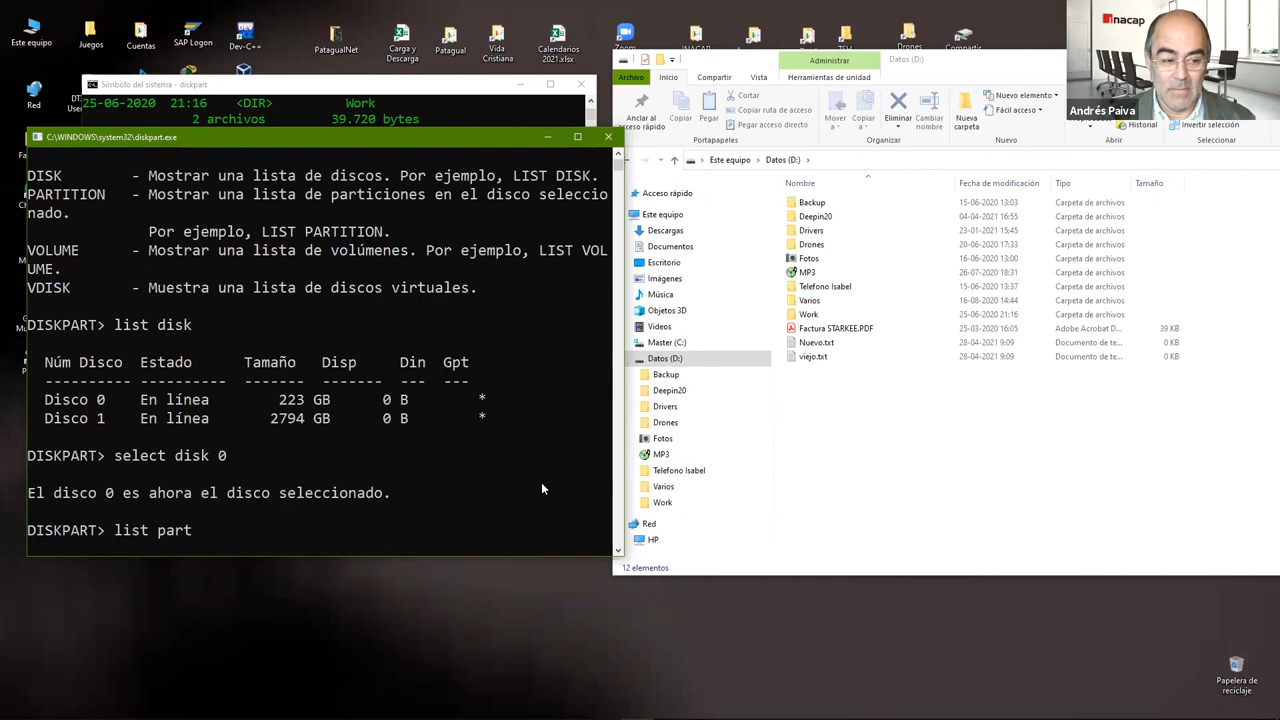 Este equipo
Juegos
Cuentas
SAP Logon
Dev-C++
PatagualNet
Carga y
Descarga
Patagual
Vida
Cristiana
Calendarios
2021.xlsx
Zoom
INACAP
TSH
Drones
Compartir
inacap
Andrés Paiva
Red
Símbolo del sistema - diskpart
25-06-2020 21:16 <DIR> Work
2 archivos 39.720 bytes
C:\WINDOWS\system32\diskpart.exe
DISK - Mostrar una lista de discos. Por ejemplo, LIST DISK.
PARTITION - Mostrar una lista de particiones en el disco seleccio
nado.
Por ejemplo, LIST PARTITION.
VOLUME - Mostrar una lista de volúmenes. Por ejemplo, LIST VOL
UME.
VDISK - Muestra una lista de discos virtuales.
DISKPART> list disk
Núm Disco Estado Tamaño Disp Din Gpt
---------- ---------- ------- ------- --- ---
Disco 0 En línea 223 GB 0 B *
Disco 1 En línea 2794 GB 0 B *
DISKPART> select disk 0
El disco 0 es ahora el disco seleccionado.
DISKPART> list part
Administrar
Datos (D:)
Archivo Inicio Compartir Vista Herramientas de unidad
Anclar al
acceso rápido
Copiar
Pegar
Cortar
Copiar ruta de acceso
Pegar acceso directo
Portapapeles
Mover
a
Copiar
a
Eliminar
Cambiar
nombre
Organizar
Nueva
carpeta
Nuevo elemento
Fácil acceso
Nuevo
Historial
Abrir
Invertir selección
Seleccionar
Este equipo > Datos (D:) >
Nombre Fecha de modificación Tipo Tamaño
Acceso rápido
Este equipo
Descargas
Documentos
Escritorio
Imágenes
Música
Objetos 3D
Videos
Master (C:)
Datos (D:)
Backup
Deepin20
Drivers
Drones
Fotos
MP3
Telefono Isabel
Varios
Work
Red
HP
Backup 15-06-2020 13:03 Carpeta de archivos
Deepin20 04-04-2021 16:55 Carpeta de archivos
Drivers 23-01-2021 15:45 Carpeta de archivos
Drones 20-06-2020 17:33 Carpeta de archivos
Fotos 16-06-2020 13:00 Carpeta de archivos
MP3 26-07-2020 18:31 Carpeta de archivos
Telefono Isabel 15-06-2020 13:37 Carpeta de archivos
Varios 16-08-2020 14:44 Carpeta de archivos
Work 25-06-2020 21:16 Carpeta de archivos
Factura STARKEE.PDF 25-03-2020 16:05 Adobe Acrobat D... 39 KB
Nuevo.txt 28-04-2021 9:09 Documento de te... 0 KB
viejo.txt 28-04-2021 9:09 Documento de te... 0 KB
12 elementos
Papelera de
reciclaje